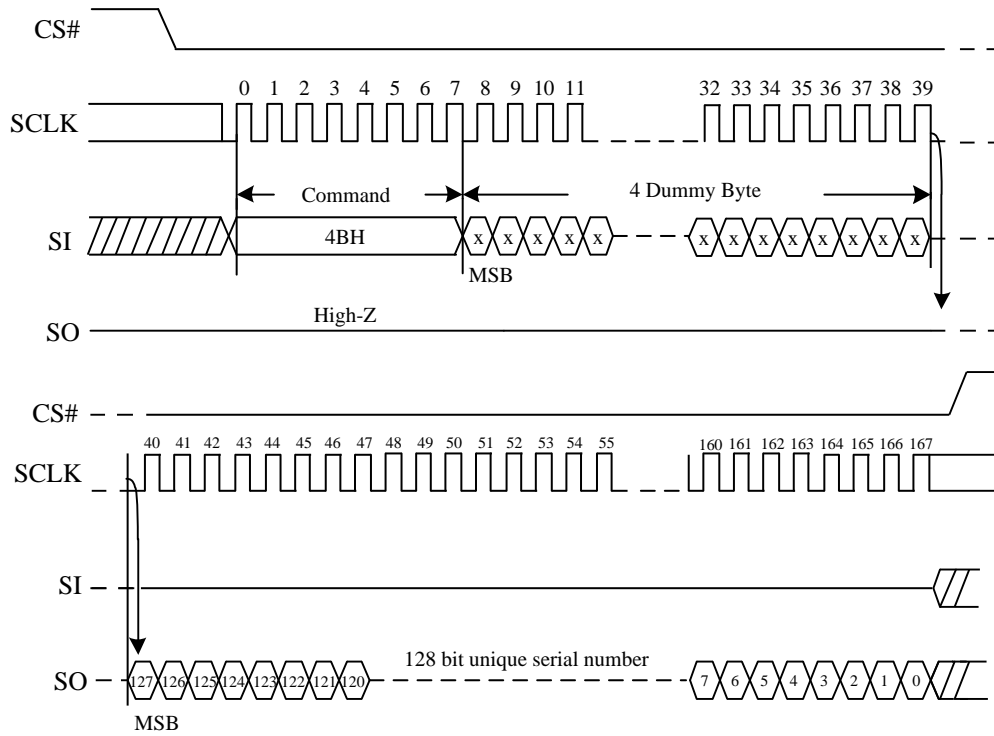 CS#
0 1 2 3 4 5 6 7 8 9 10 11 32 33 34 35 36 37 38 39
SCLK
Command 4 Dummy Byte
SI 4BH x x x x x x x x x x x x x
MSB
High-Z
SO
CS#
40 41 42 43 44 45 46 47 48 49 50 51 52 53 54 55 160 161 162 163 164 165 166 167
SCLK
SI
128 bit unique serial number
SO 127 126 125 124 123 122 121 120 7 6 5 4 3 2 1 0
MSB